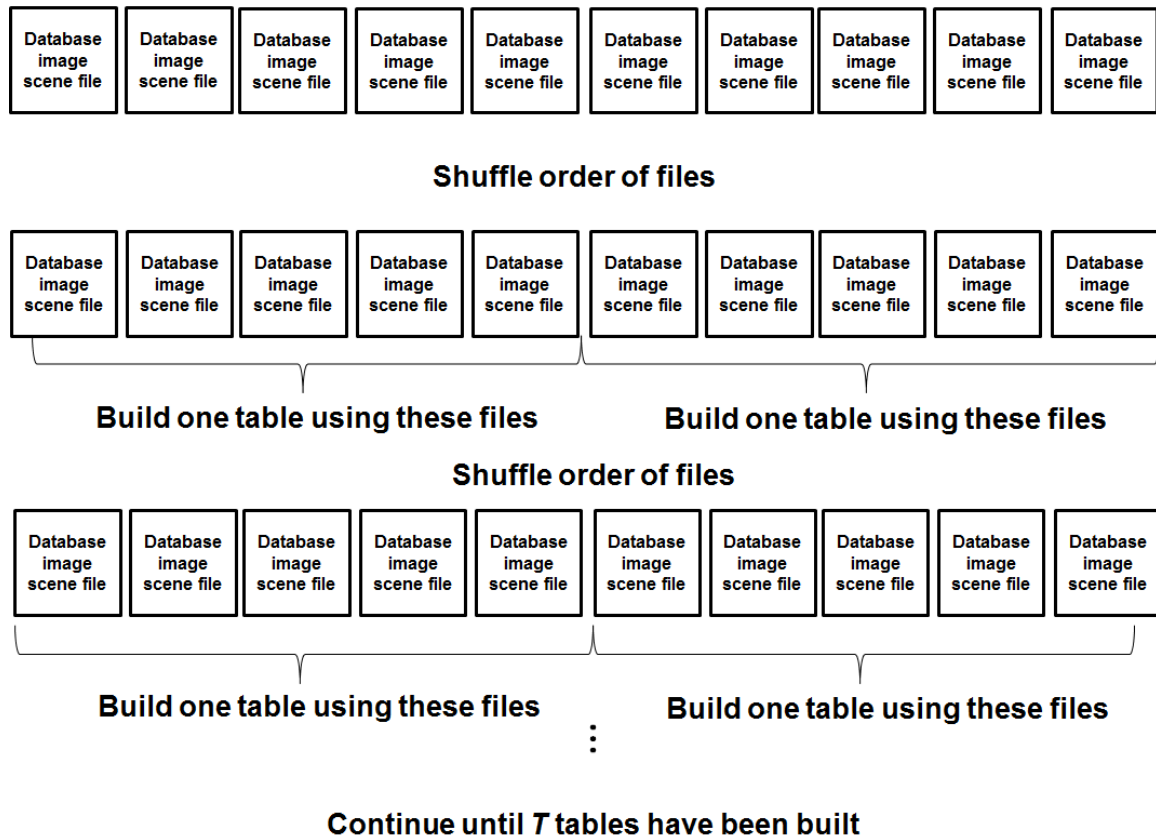 Database Database Database Database Database Database Database Database Database Database
image image image image image image image image image image
scene file scene file scene file scene file scene file scene file scene file scene file scene file scene file
Shuffle order of files
Database Database Database Database Database Database Database Database Database Database
image image image image image image image image image image
scene file scene file scene file scene file scene file scene file scene file scene file scene file scene file
Build one table using these files Build one table using these files
Shuffle order of files
Database Database Database Database Database Database Database Database Database Database
image image image image image image image image image image
scene file scene file scene file scene file scene file scene file scene file scene file scene file scene file
Build one table using these files Build one table using these files
⋮
Continue until T tables have been built